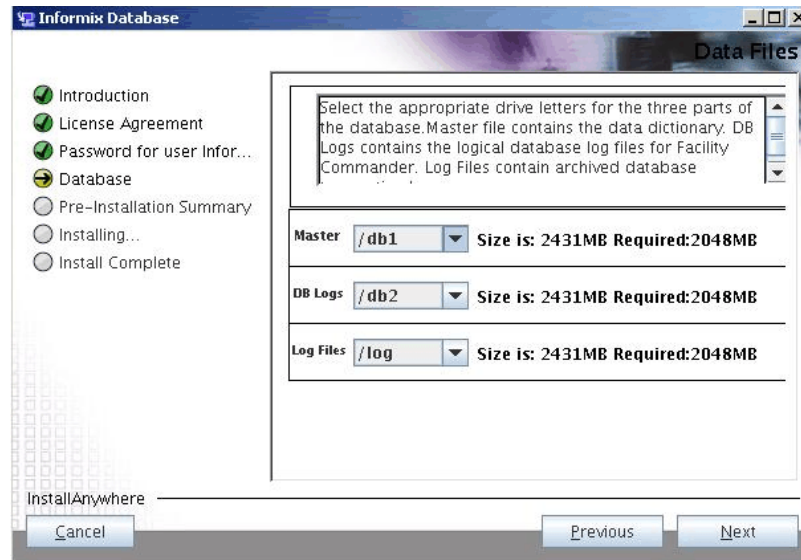 Informix Database
Data Files
Introduction
License Agreement
Password for user Infor...
Database
Pre-Installation Summary
Installing...
Install Complete
Select the appropriate drive letters for the three parts of
the database.Master file contains the data dictionary. DB
Logs contains the logical database log files for Facility
Commander. Log Files contain archived database
Master /db1 Size is: 2431MB Required:2048MB
DB Logs /db2 Size is: 2431MB Required:2048MB
Log Files /log Size is: 2431MB Required:2048MB
InstallAnywhere
Cancel
Previous
Next